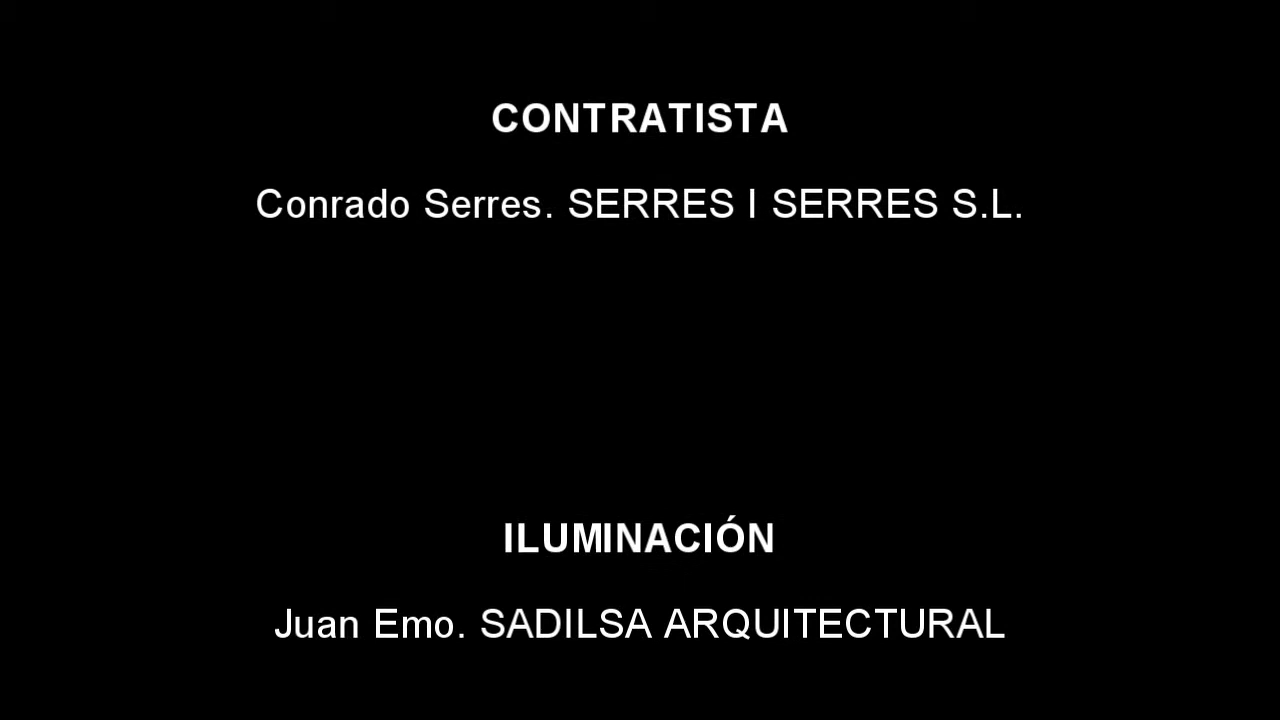 CONTRATISTA
Conrado Serres. SERRES I SERRES S.L.
ILUMINACIÓN
Juan Emo. SADILSA ARQUITECTURAL